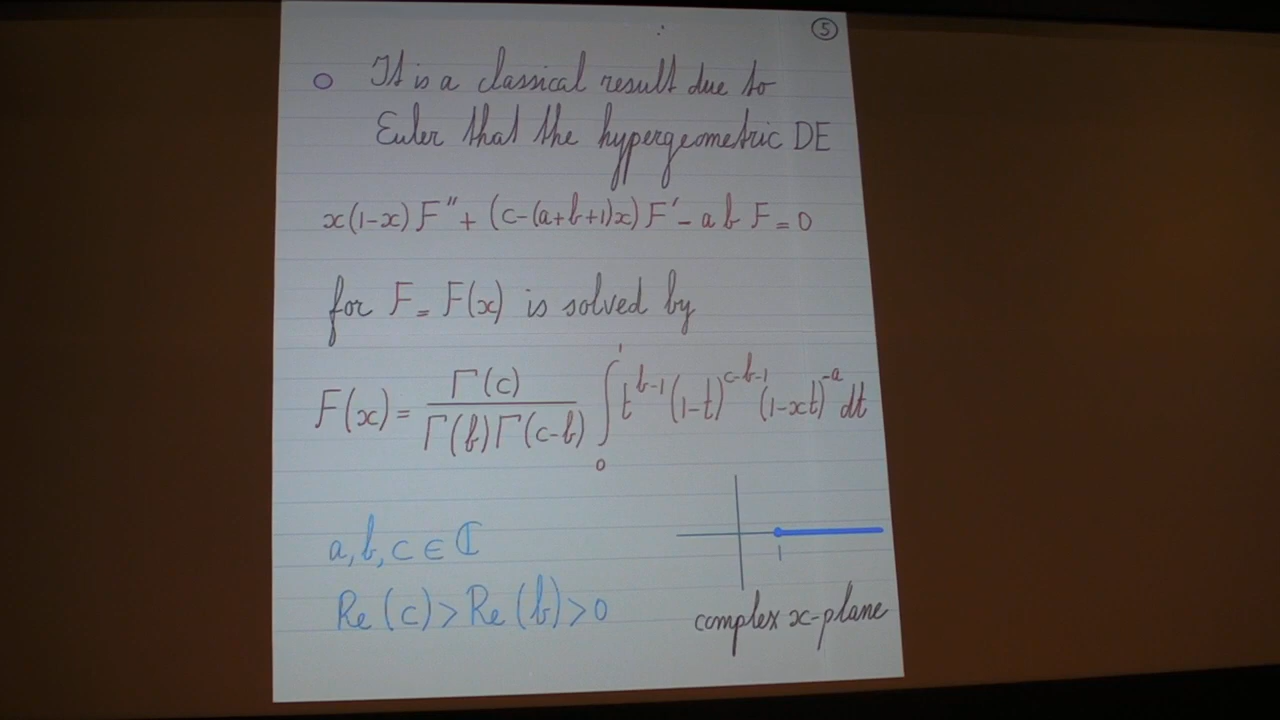 ⑤
It is a classical result due to
Euler that the hypergeometric DE
x(1-x) F'' + (c-(a+b+1)x) F' - a b F = 0
for F = F(x) is solved by
F(x) = Γ(c) / Γ(b)Γ(c-b) ∫₀¹ t^{b-1} (1-t)^{c-b-1} (1-xt)^{-a} dt
a, b, c ∈ ℂ
Re(c) > Re(b) > 0
1
complex x-plane